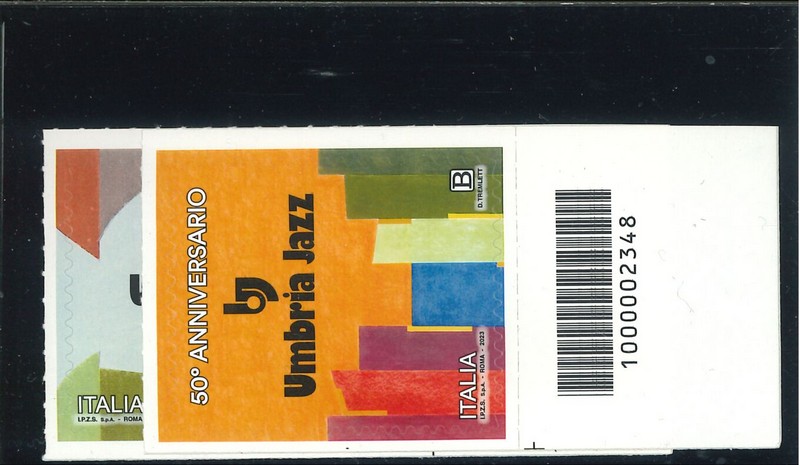 50° ANNIVERSARIO
Umbria Jazz
B
D. TREMLETT
ITALIA
I.P.Z.S. S.p.A. - ROMA - 2023
1000002348
ITALIA
I.P.Z.S. S.p.A. - ROMA